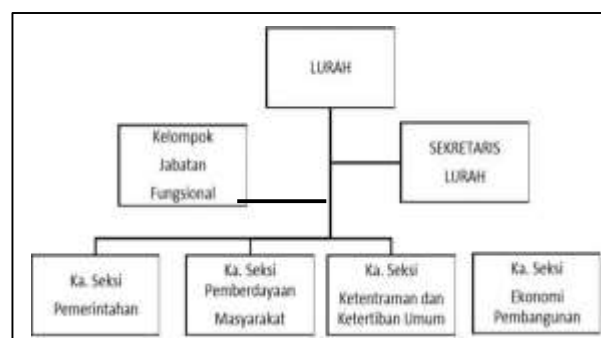 LURAH
Kelompok
Jabatan
Fungsional
SEKRETARIS
LURAH
Ka. Seksi
Pemerintahan
Ka. Seksi
Pemberdayaan
Masyarakat
Ka. Seksi
Ketentraman dan
Ketertiban Umum
Ka. Seksi
Ekonomi
Pembangunan